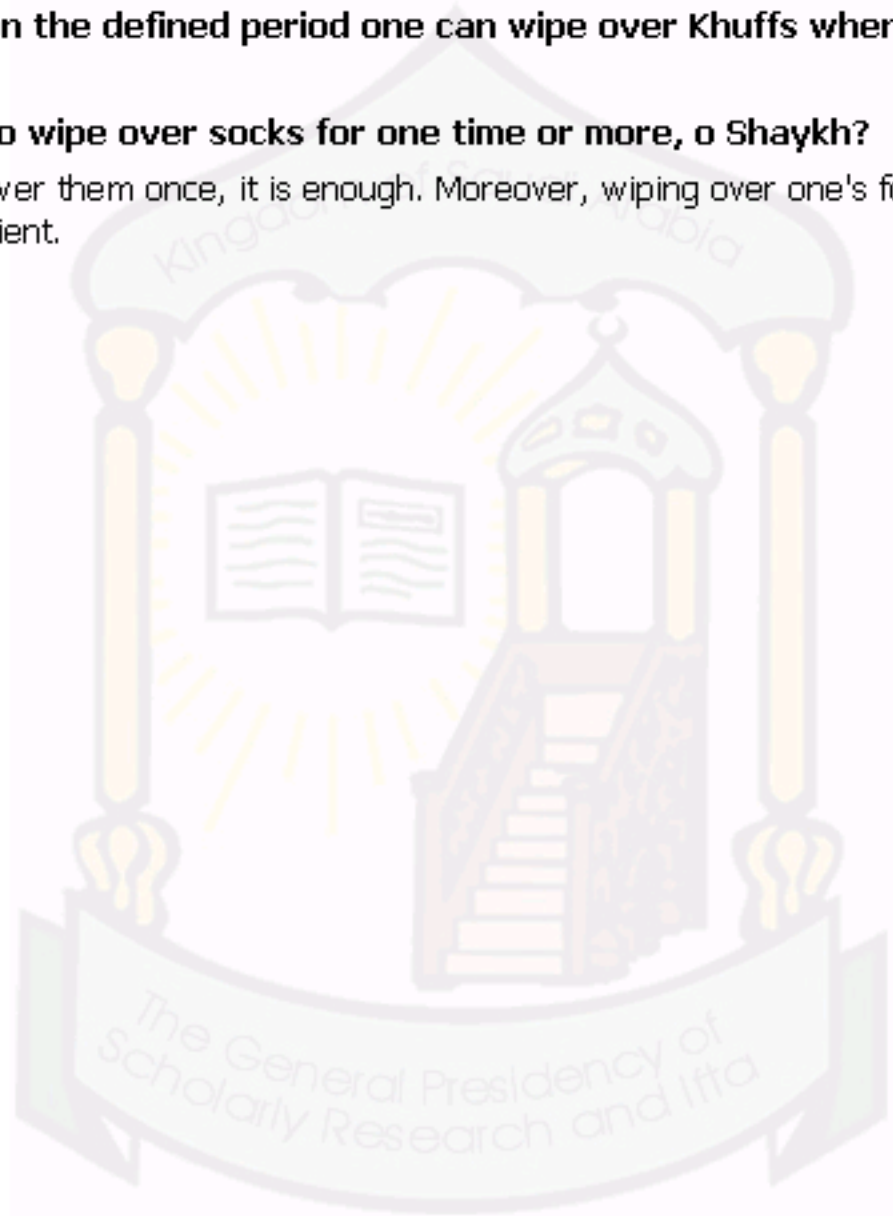 n the defined period one can wipe over Khuffs when
o wipe over socks for one time or more, o Shaykh?
ver them once, it is enough. Moreover, wiping over one's f
ient.
Kingdom of Saudi Arabia
The General Presidency of
Scholarly Research and Ifta